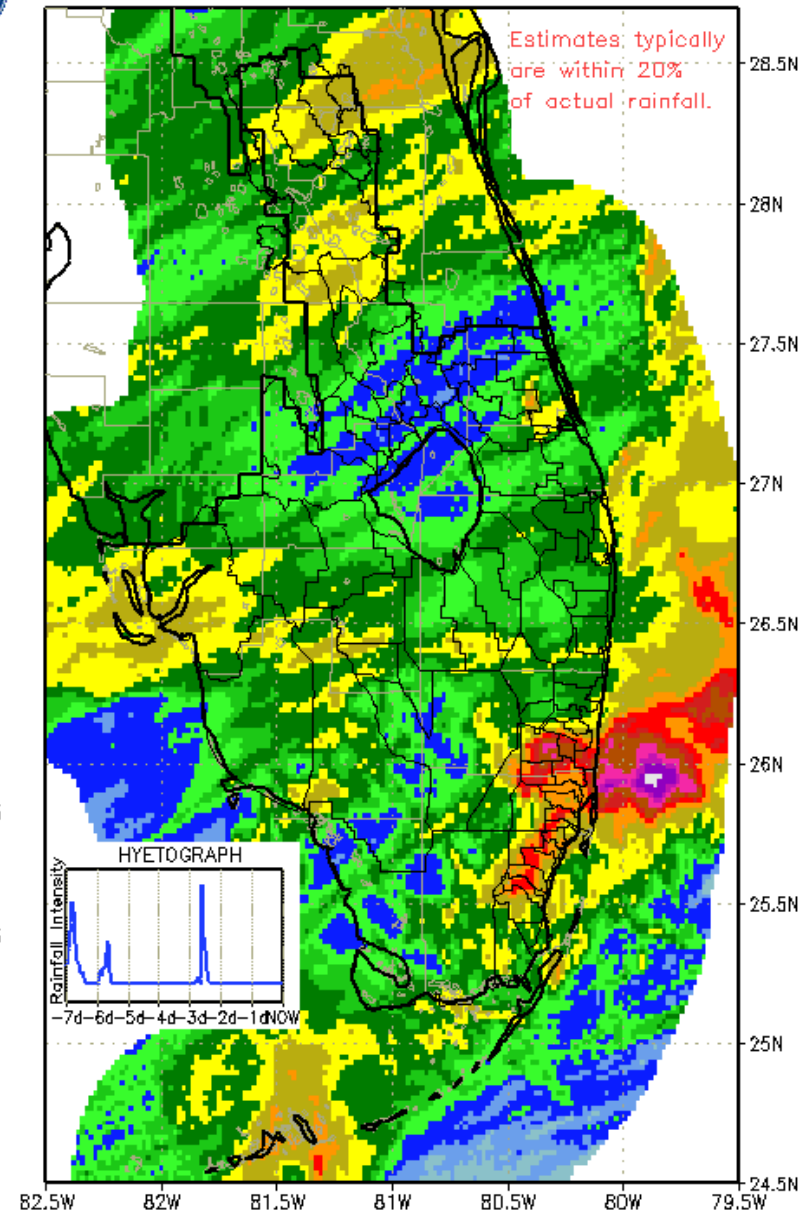 Estimates typically
are within 20%
of actual rainfall.
28.5N
28N
27.5N
27N
26.5N
26N
25.5N
25N
24.5N
HYETOGRAPH
Rainfall Intensity
-7d-6d-5d-4d-3d-2d-1dNOW
82.5W 82W 81.5W 81W 80.5W 80W 79.5W